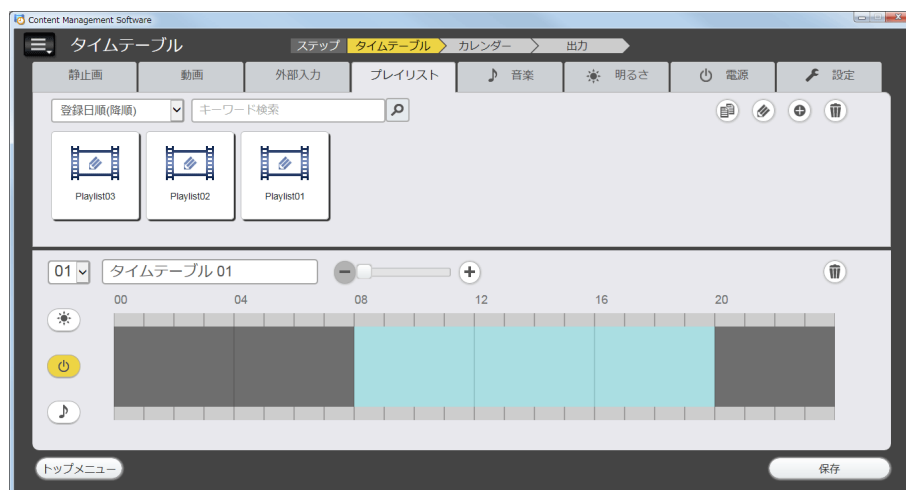 Content Management Software
タイムテーブル
ステップ タイムテーブル カレンダー 出力
静止画 動画 外部入力 プレイリスト 音楽 明るさ 電源 設定
登録日順(降順) キーワード検索
Playlist03 Playlist02 Playlist01
01 タイムテーブル 01
00 04 08 12 16 20
トップメニュー 保存